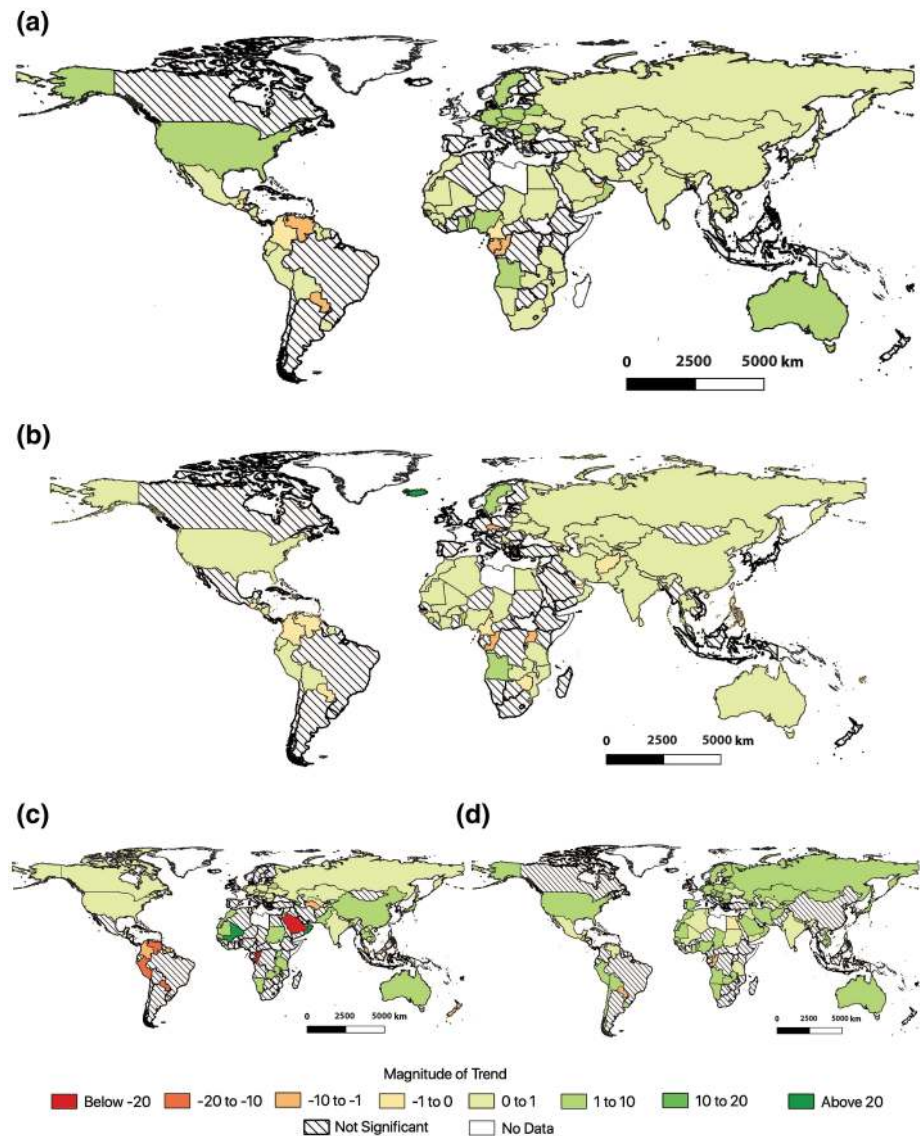 (a)
0 2500 5000 km
(b)
0 2500 5000 km
(c) (d)
0 2500 5000 km 0 2500 5000 km
Magnitude of Trend
Below -20 -20 to -10 -10 to -1 -1 to 0 0 to 1 1 to 10 10 to 20 Above 20
Not Significant No Data